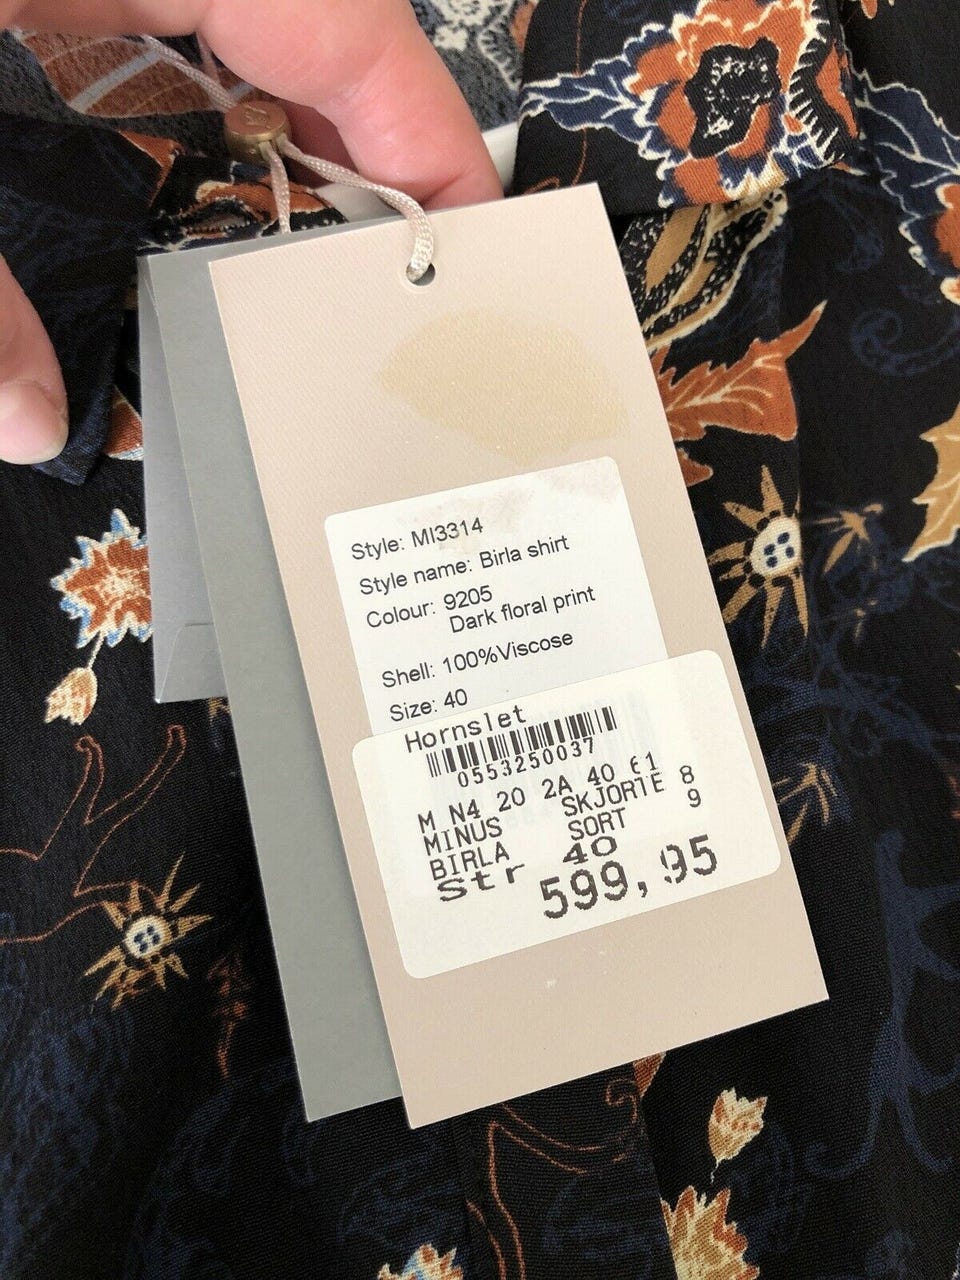 Style: MI3314
Style name: Birla shirt
Colour: 9205
Dark floral print
Shell: 100%Viscose
Size: 40
Hornslet
0553250037
M N4 20 2A 40 61
MINUS SKJORTE 8
BIRLA SORT 9
Str 40
599,95